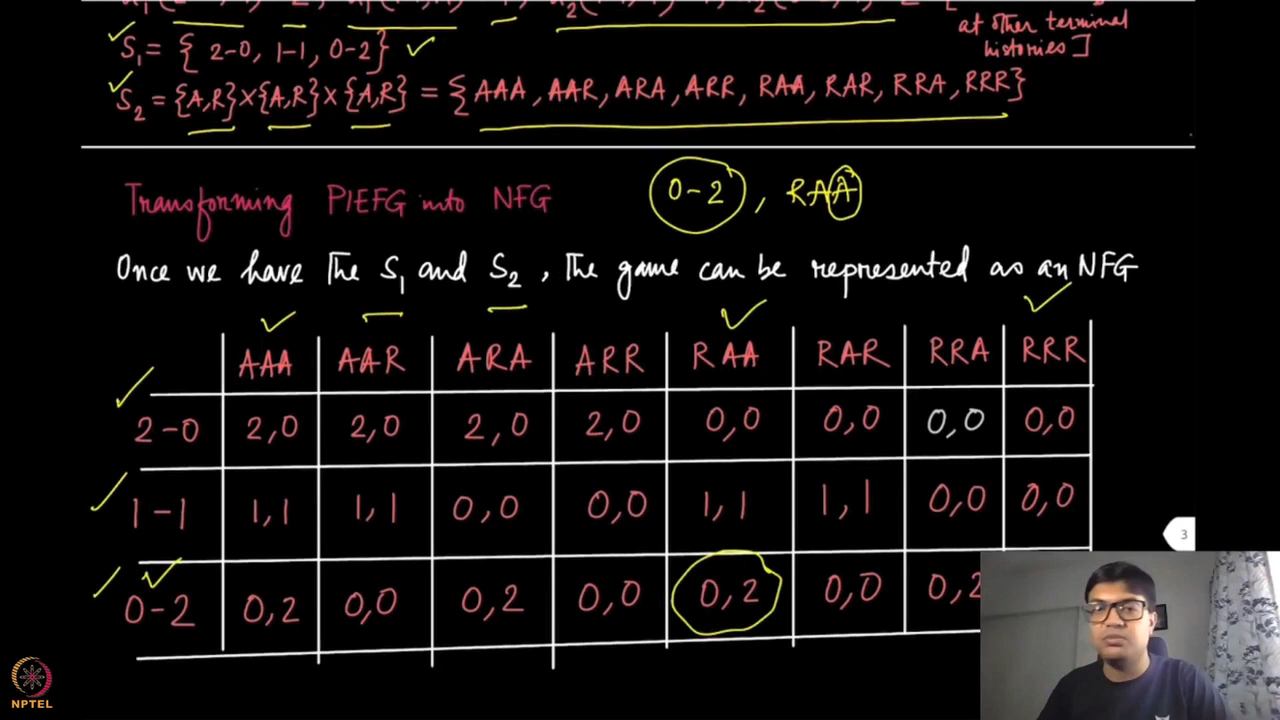 at other terminal
S₁ = { 2-0, 1-1, 0-2}
histories]
S₂ = {A,R}×{A,R}×{A,R} = {AAA, AAR, ARA, ARR, RAA, RAR, RRA, RRR}
Transforming PIEFG into NFG 0-2, RAA
Once we have the S₁ and S₂, the game can be represented as an NFG
AAA AAR ARA ARR RAA RAR RRA RRR
2-0 2,0 2,0 2,0 2,0 0,0 0,0 0,0 0,0
1-1 1,1 1,1 0,0 0,0 1,1 1,1 0,0 0,0
3
0-2 0,2 0,0 0,2 0,0 0,2 0,0 0,2
NPTEL